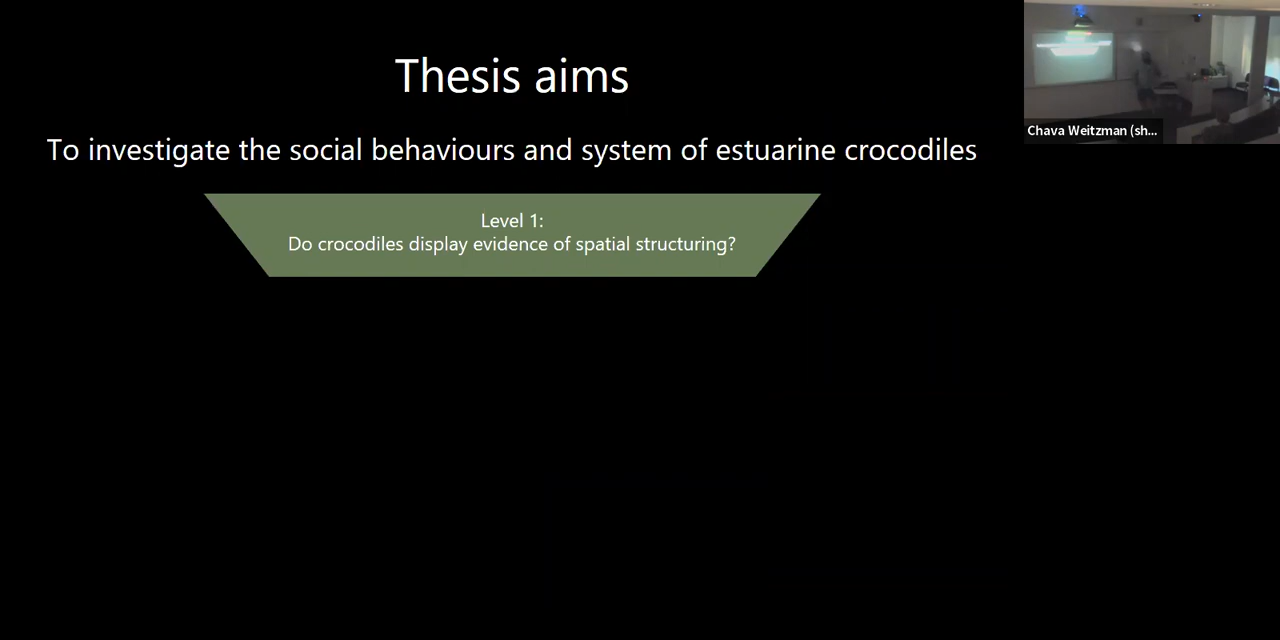 Thesis aims
To investigate the social behaviours and system of estuarine crocodiles
Level 1:
Do crocodiles display evidence of spatial structuring?
Chava Weitzman (sh...